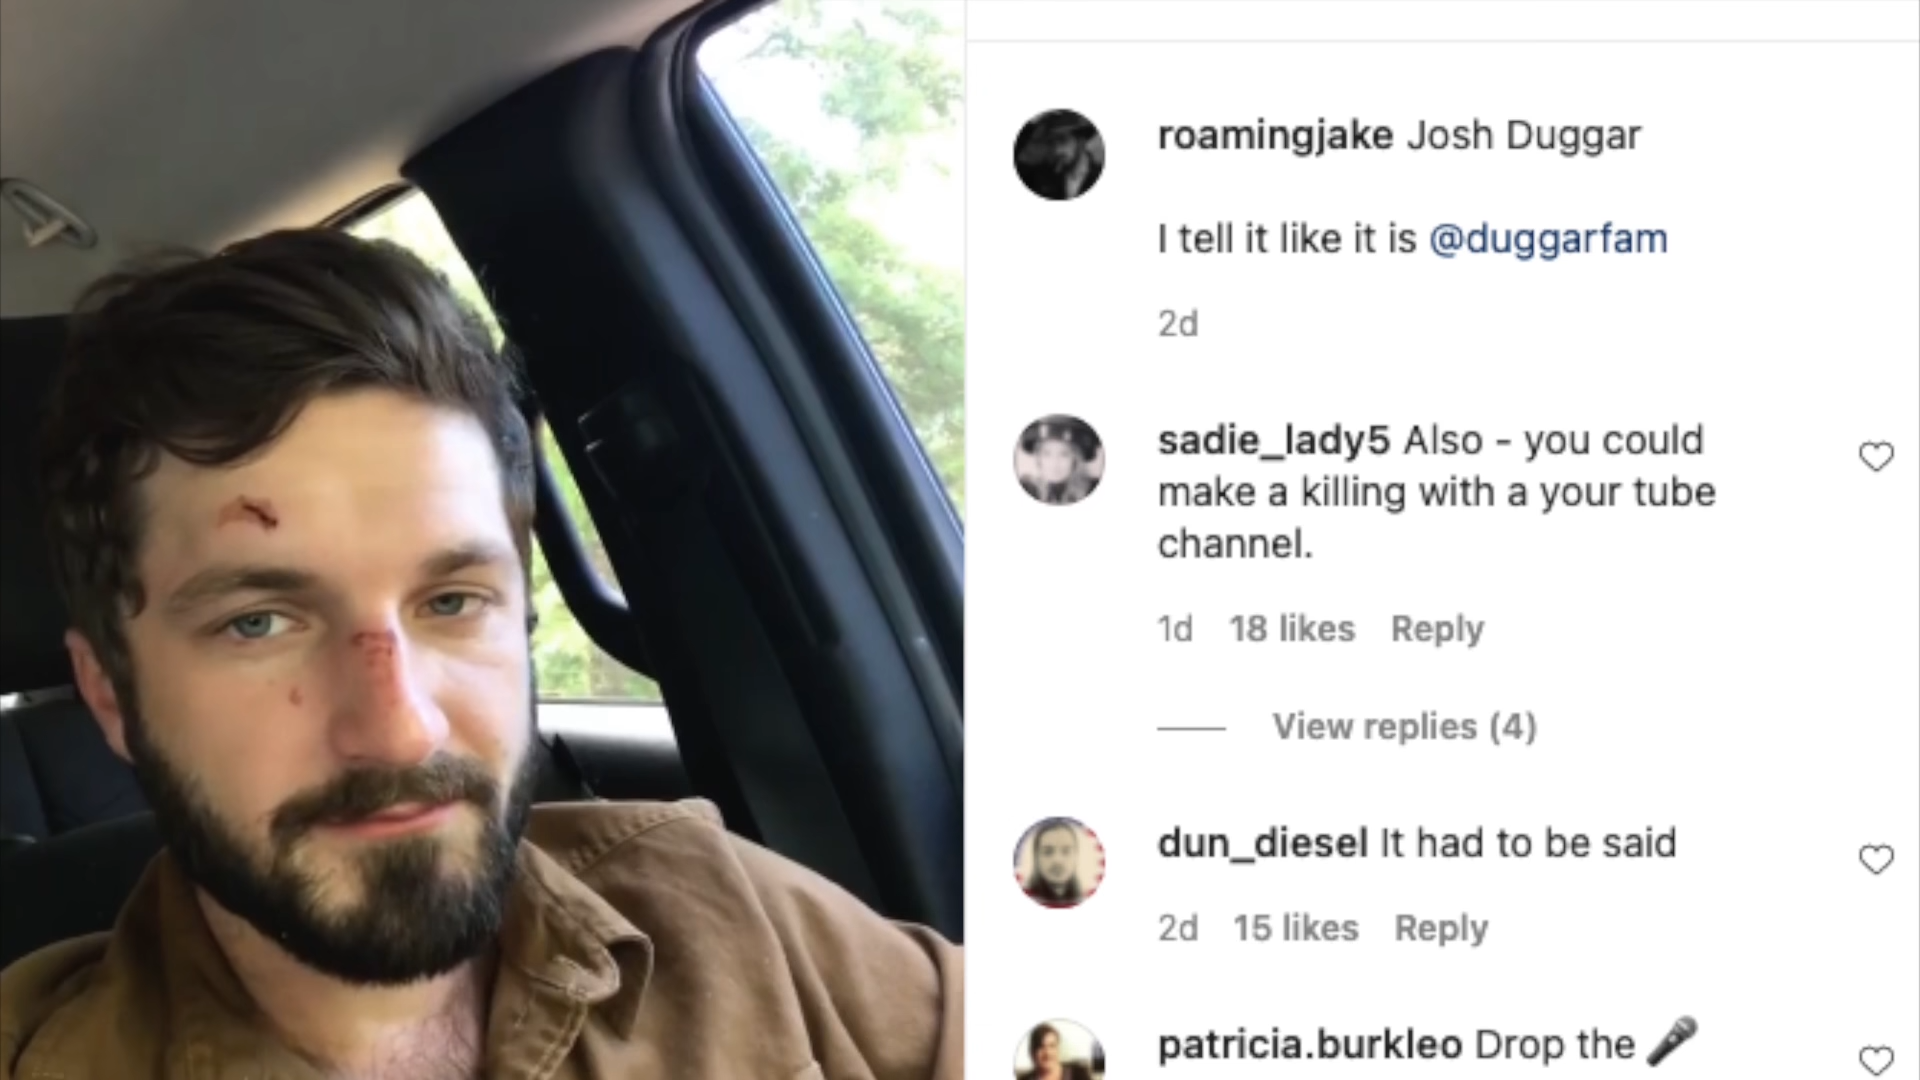 roamingjake Josh Duggar
I tell it like it is @duggarfam
2d
sadie_lady5 Also - you could
make a killing with a your tube
channel.
1d 18 likes Reply
View replies (4)
dun_diesel It had to be said
2d 15 likes Reply
patricia.burkleo Drop the 🎤